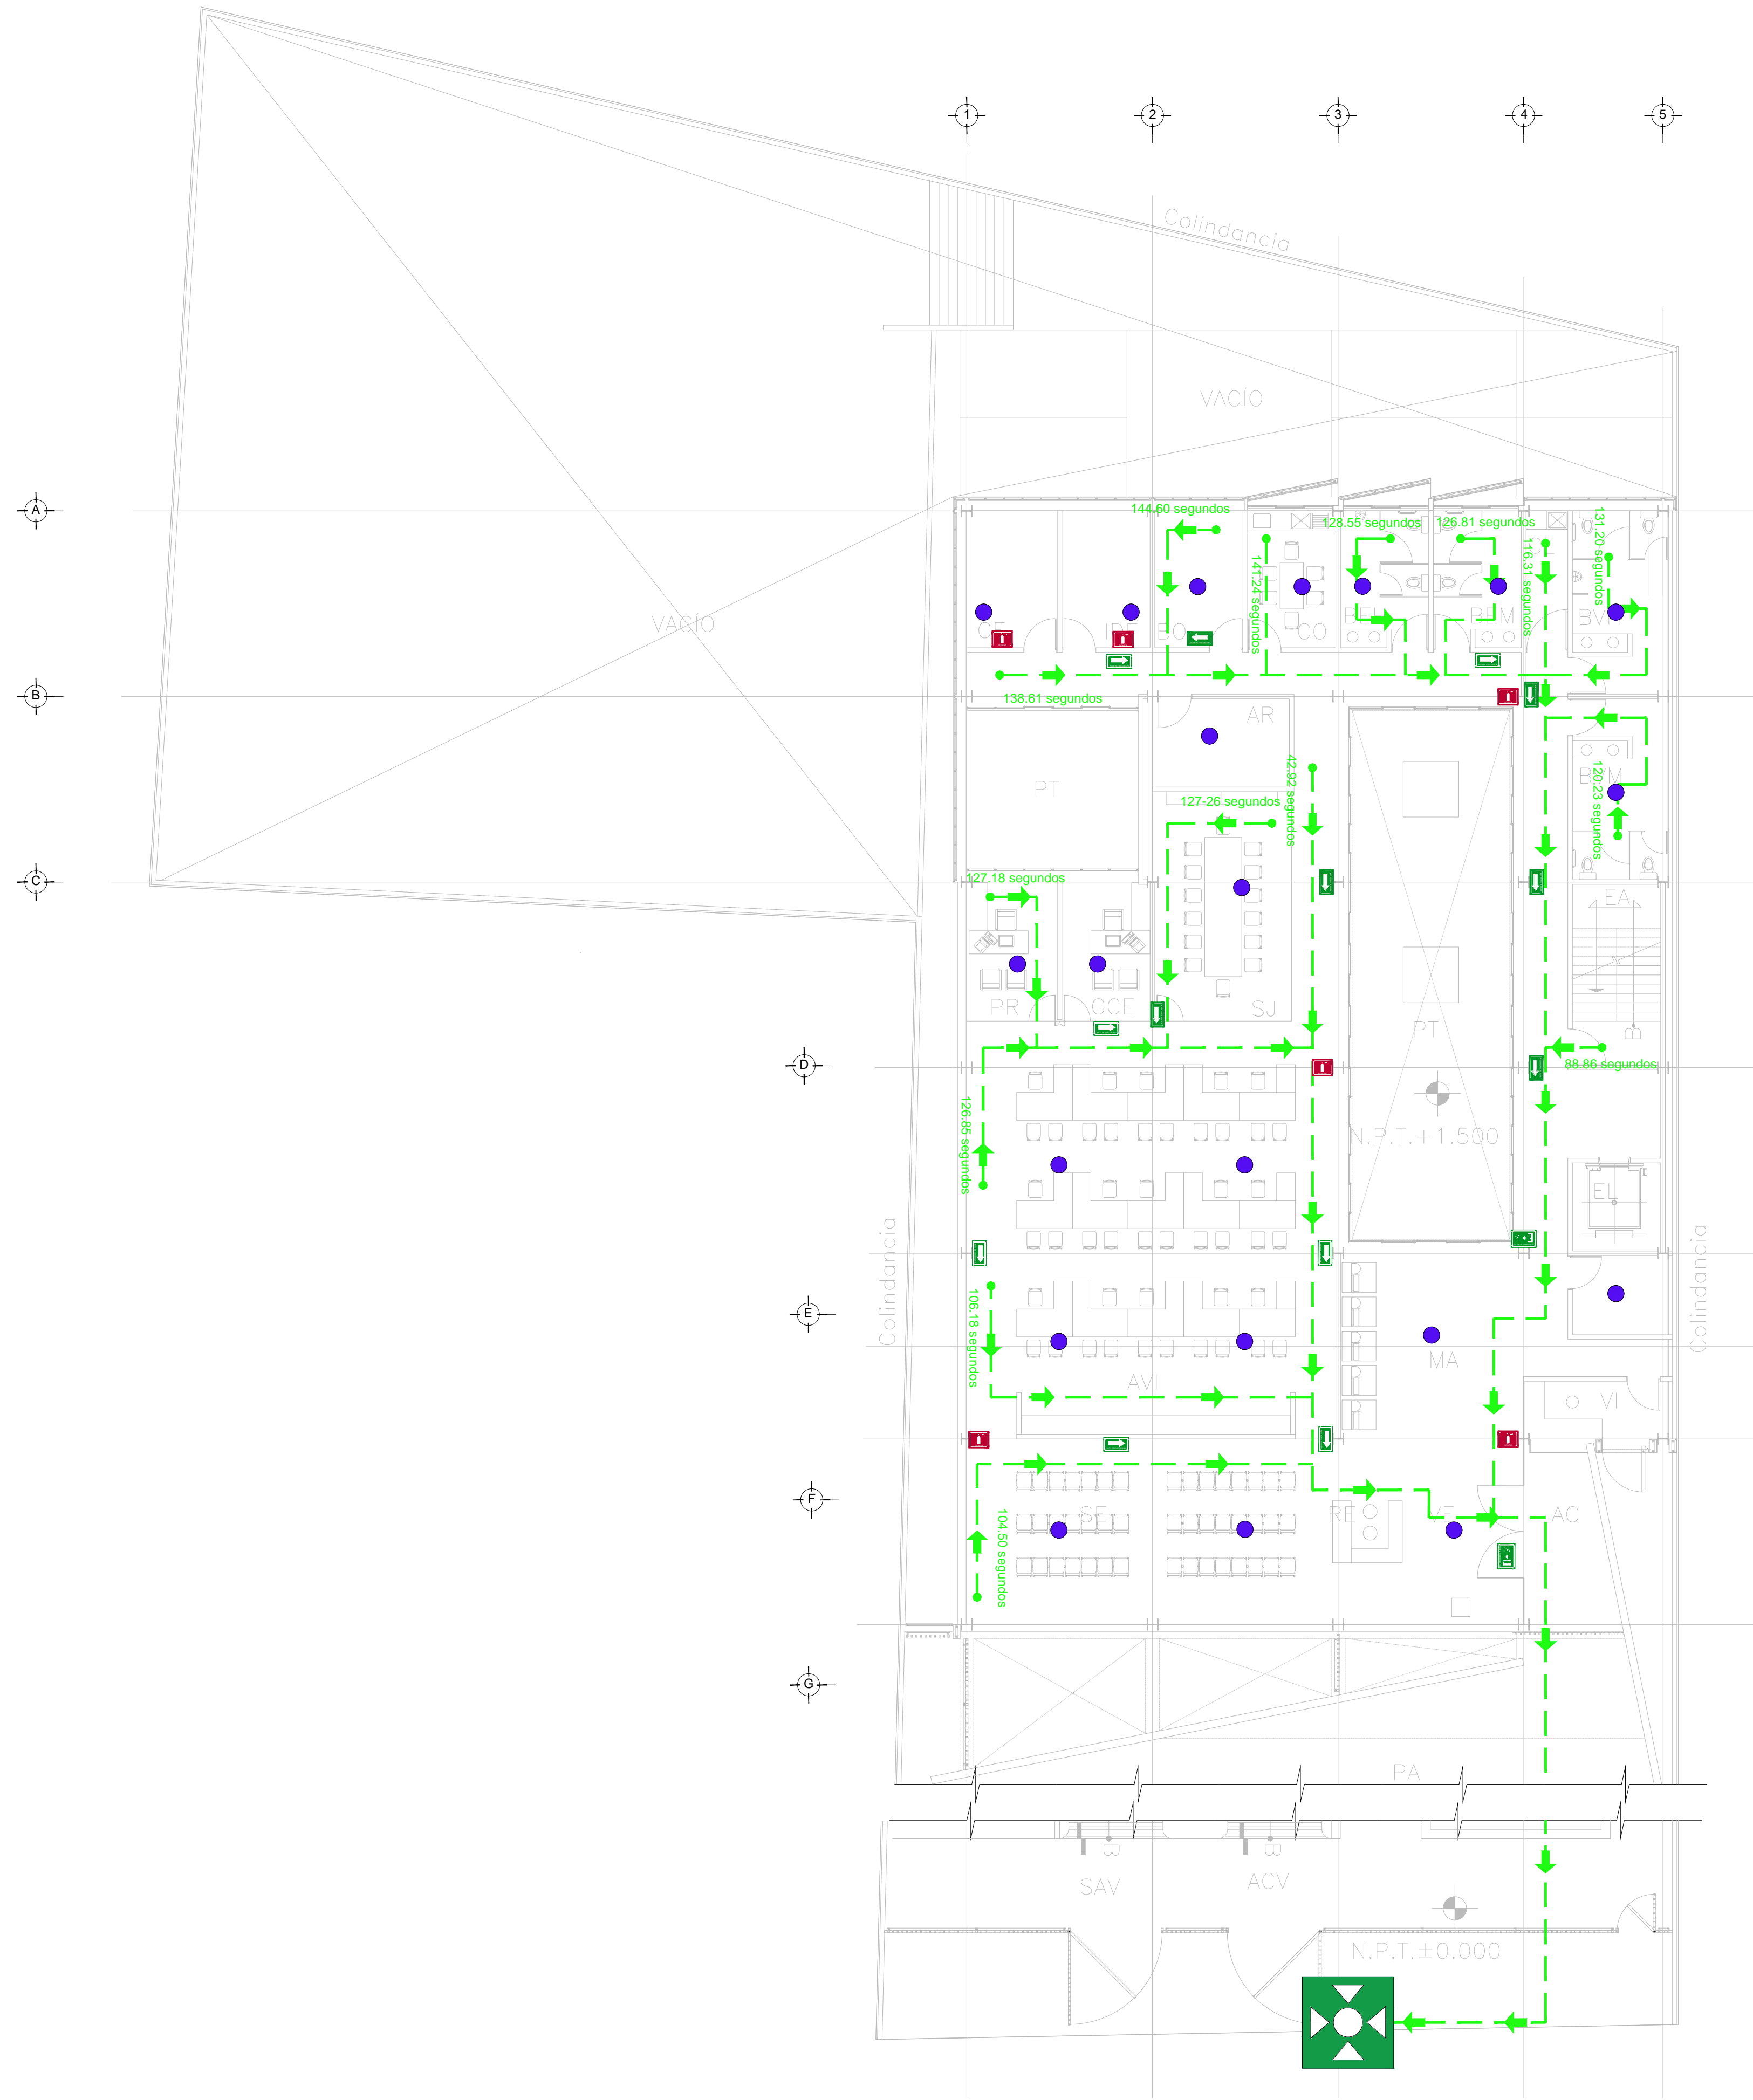 1
2
3
4
5
Colindancia
VACÍO
A
144.60 segundos
128.55 segundos
126.81 segundos
131.20 segundos
116.31 segundos
141.24 segundos
VACÍO
IDF
BO
CO
BEM
B
138.61 segundos
AR
42.92 segundos
PT
127-26 segundos
120.23 segundos
C
127.18 segundos
EA
PR
GCE
SJ
PT
B
D
88.86 segundos
126.85 segundos
N.P.T.+1.500
EL
Colindancia
Colindancia
E
106.18 segundos
MA
AVI
VI
F
SE
RE
VE
AC
104.50 segundos
G
PA
B
B
SAV
ACV
N.P.T.±0.000